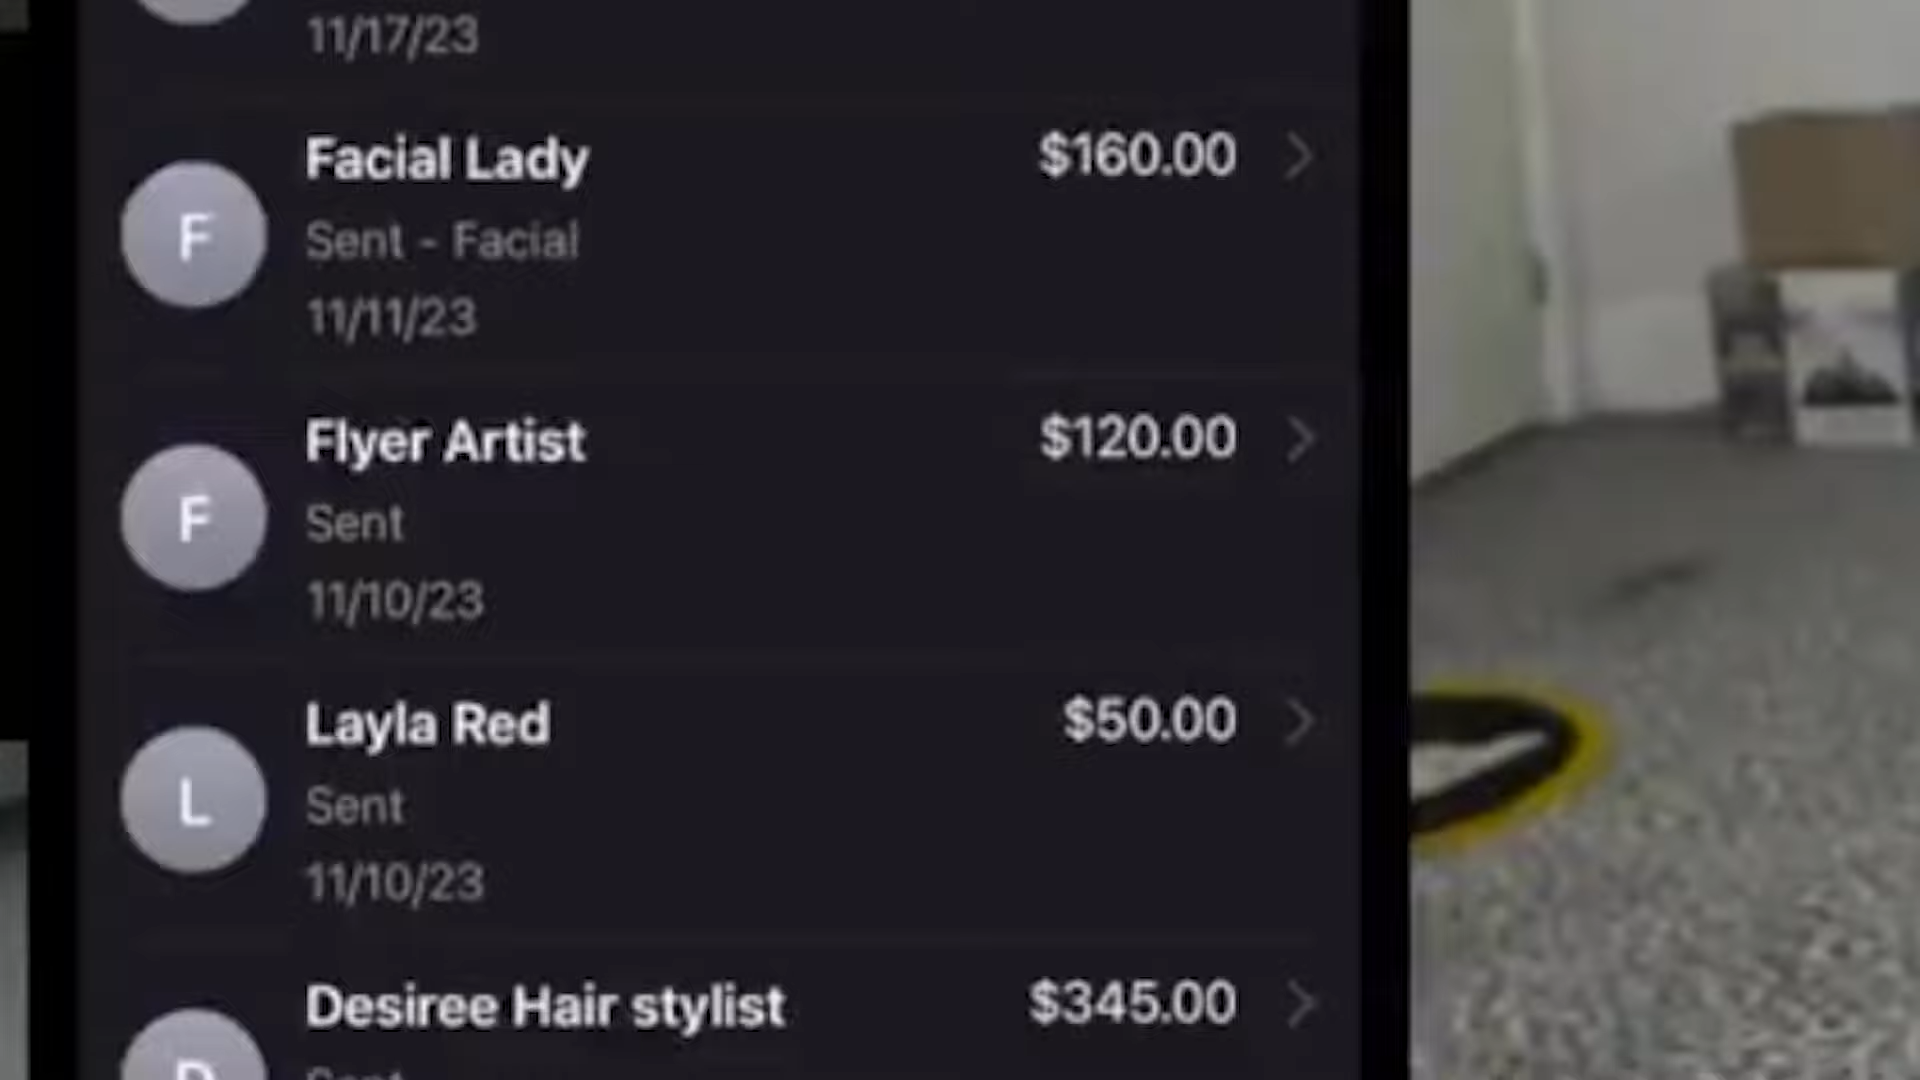 11/17/23
Facial Lady
$160.00
F
Sent - Facial
11/11/23
Flyer Artist
$120.00
F
Sent
11/10/23
Layla Red
$50.00
L
Sent
11/10/23
Desiree Hair stylist
$345.00
D
Sent